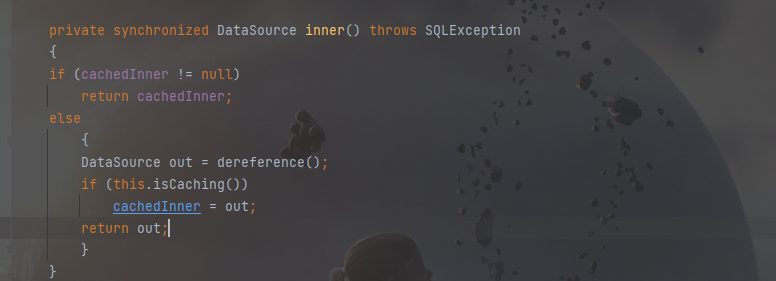 private synchronized DataSource inner() throws SQLException
{
if (cachedInner != null)
return cachedInner;
else
{
DataSource out = dereference();
if (this.isCaching())
cachedInner = out;
return out;
}
}